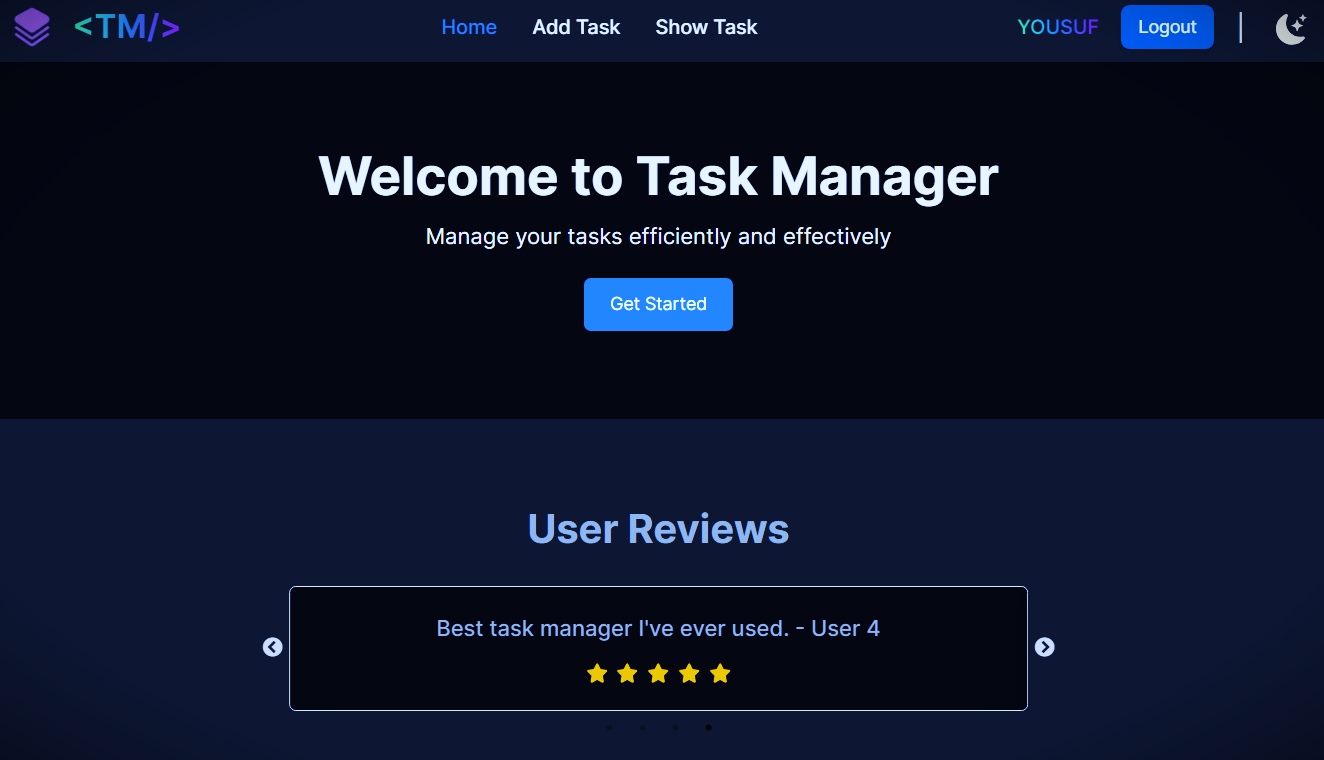 <TM/>
Home
Add Task
Show Task
YOUSUF
Logout
Welcome to Task Manager
Manage your tasks efficiently and effectively
Get Started
User Reviews
Best task manager I've ever used. - User 4